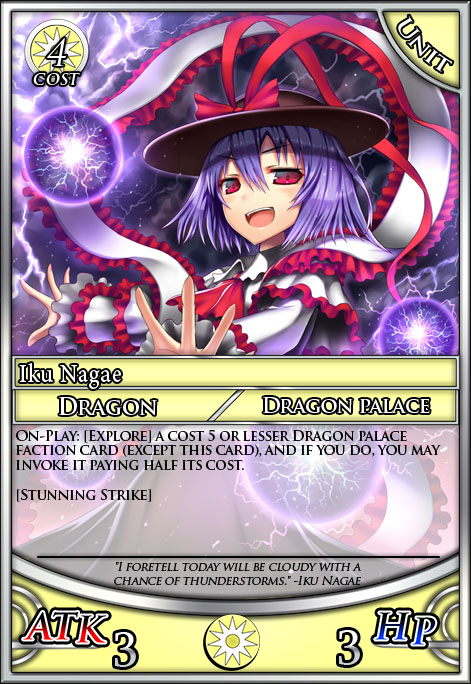 4
COST
UNIT
Iku Nagae
DRAGON
DRAGON PALACE
ON-PLAY: [EXPLORE] A COST 5 OR LESSER DRAGON PALACE
FACTION CARD (EXCEPT THIS CARD), AND IF YOU DO, YOU MAY
INVOKE IT PAYING HALF ITS COST.
[STUNNING STRIKE]
"I FORETELL TODAY WILL BE CLOUDY WITH A
CHANCE OF THUNDERSTORMS." -IKU NAGAE
ATK 3
3 HP